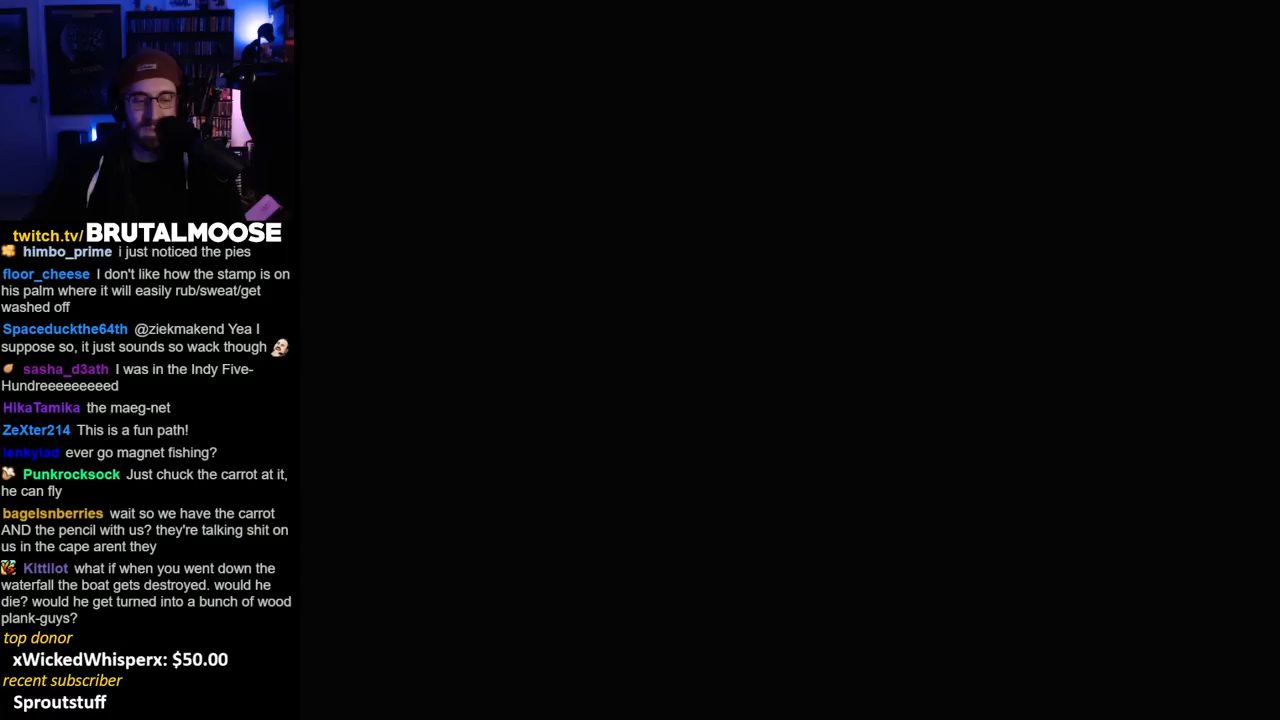 twitch.tv/BRUTALMOOSE
himbo_prime i just noticed the pies
floor_cheese I don't like how the stamp is on
his palm where it will easily rub/sweat/get
washed off
Spaceduckthe64th @ziekmakend Yea I
suppose so, it just sounds so wack though
sasha_d3ath I was in the Indy Five-
Hundreeeeeeeeed
HikaTamika the maeg-net
ZeXter214 This is a fun path!
lenkylad ever go magnet fishing?
Punkrocksock Just chuck the carrot at it,
he can fly
bagelsnberries wait so we have the carrot
AND the pencil with us? they're talking shit on
us in the cape arent they
Kittilot what if when you went down the
waterfall the boat gets destroyed. would he
die? would he get turned into a bunch of wood
plank-guys?
top donor
xWickedWhisperx: $50.00
recent subscriber
Sproutstuff